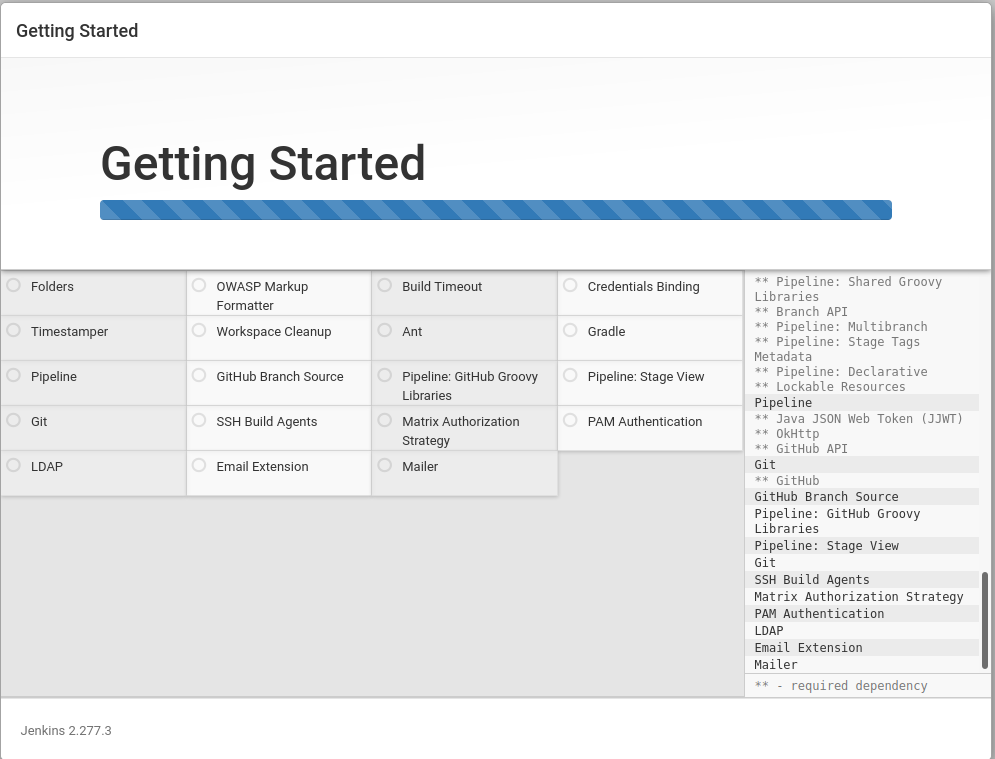 Getting Started
Getting Started
Folders
OWASP Markup
Formatter
Build Timeout
Credentials Binding
Timestamper
Workspace Cleanup
Ant
Gradle
Pipeline
GitHub Branch Source
Pipeline: GitHub Groovy
Libraries
Pipeline: Stage View
Git
SSH Build Agents
Matrix Authorization
Strategy
PAM Authentication
LDAP
Email Extension
Mailer
** Pipeline: Shared Groovy
Libraries
** Branch API
** Pipeline: Multibranch
** Pipeline: Stage Tags
Metadata
** Pipeline: Declarative
** Lockable Resources
Pipeline
** Java JSON Web Token (JJWT)
** OkHttp
** GitHub API
Git
** GitHub
GitHub Branch Source
Pipeline: GitHub Groovy
Libraries
Pipeline: Stage View
Git
SSH Build Agents
Matrix Authorization Strategy
PAM Authentication
LDAP
Email Extension
Mailer
** - required dependency
Jenkins 2.277.3